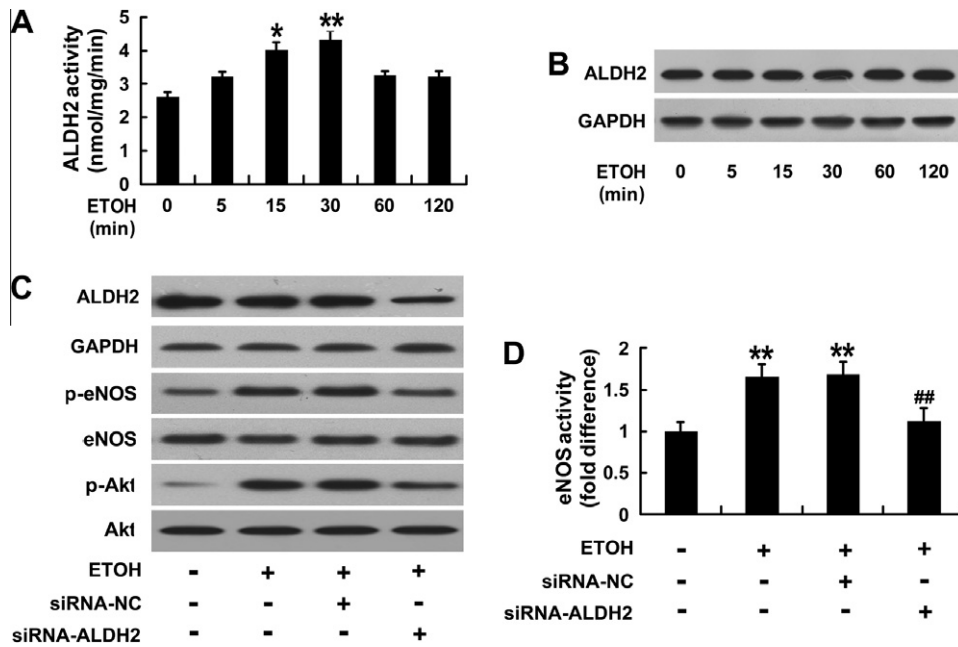 A
ALDH2 activity
(nmol/mg/min)
5
4
3
2
1
0
* **
ETOH
(min)
0 5 15 30 60 120
B
ALDH2
GAPDH
ETOH
(min)
0 5 15 30 60 120
C
ALDH2
GAPDH
p-eNOS
eNOS
p-Akt
Akt
ETOH - + + +
siRNA-NC - - + -
siRNA-ALDH2 - - - +
D
eNOS activity
(fold difference)
2
1.5
1
0.5
0
** ** ##
ETOH - + + +
siRNA-NC - - + -
siRNA-ALDH2 - - - +